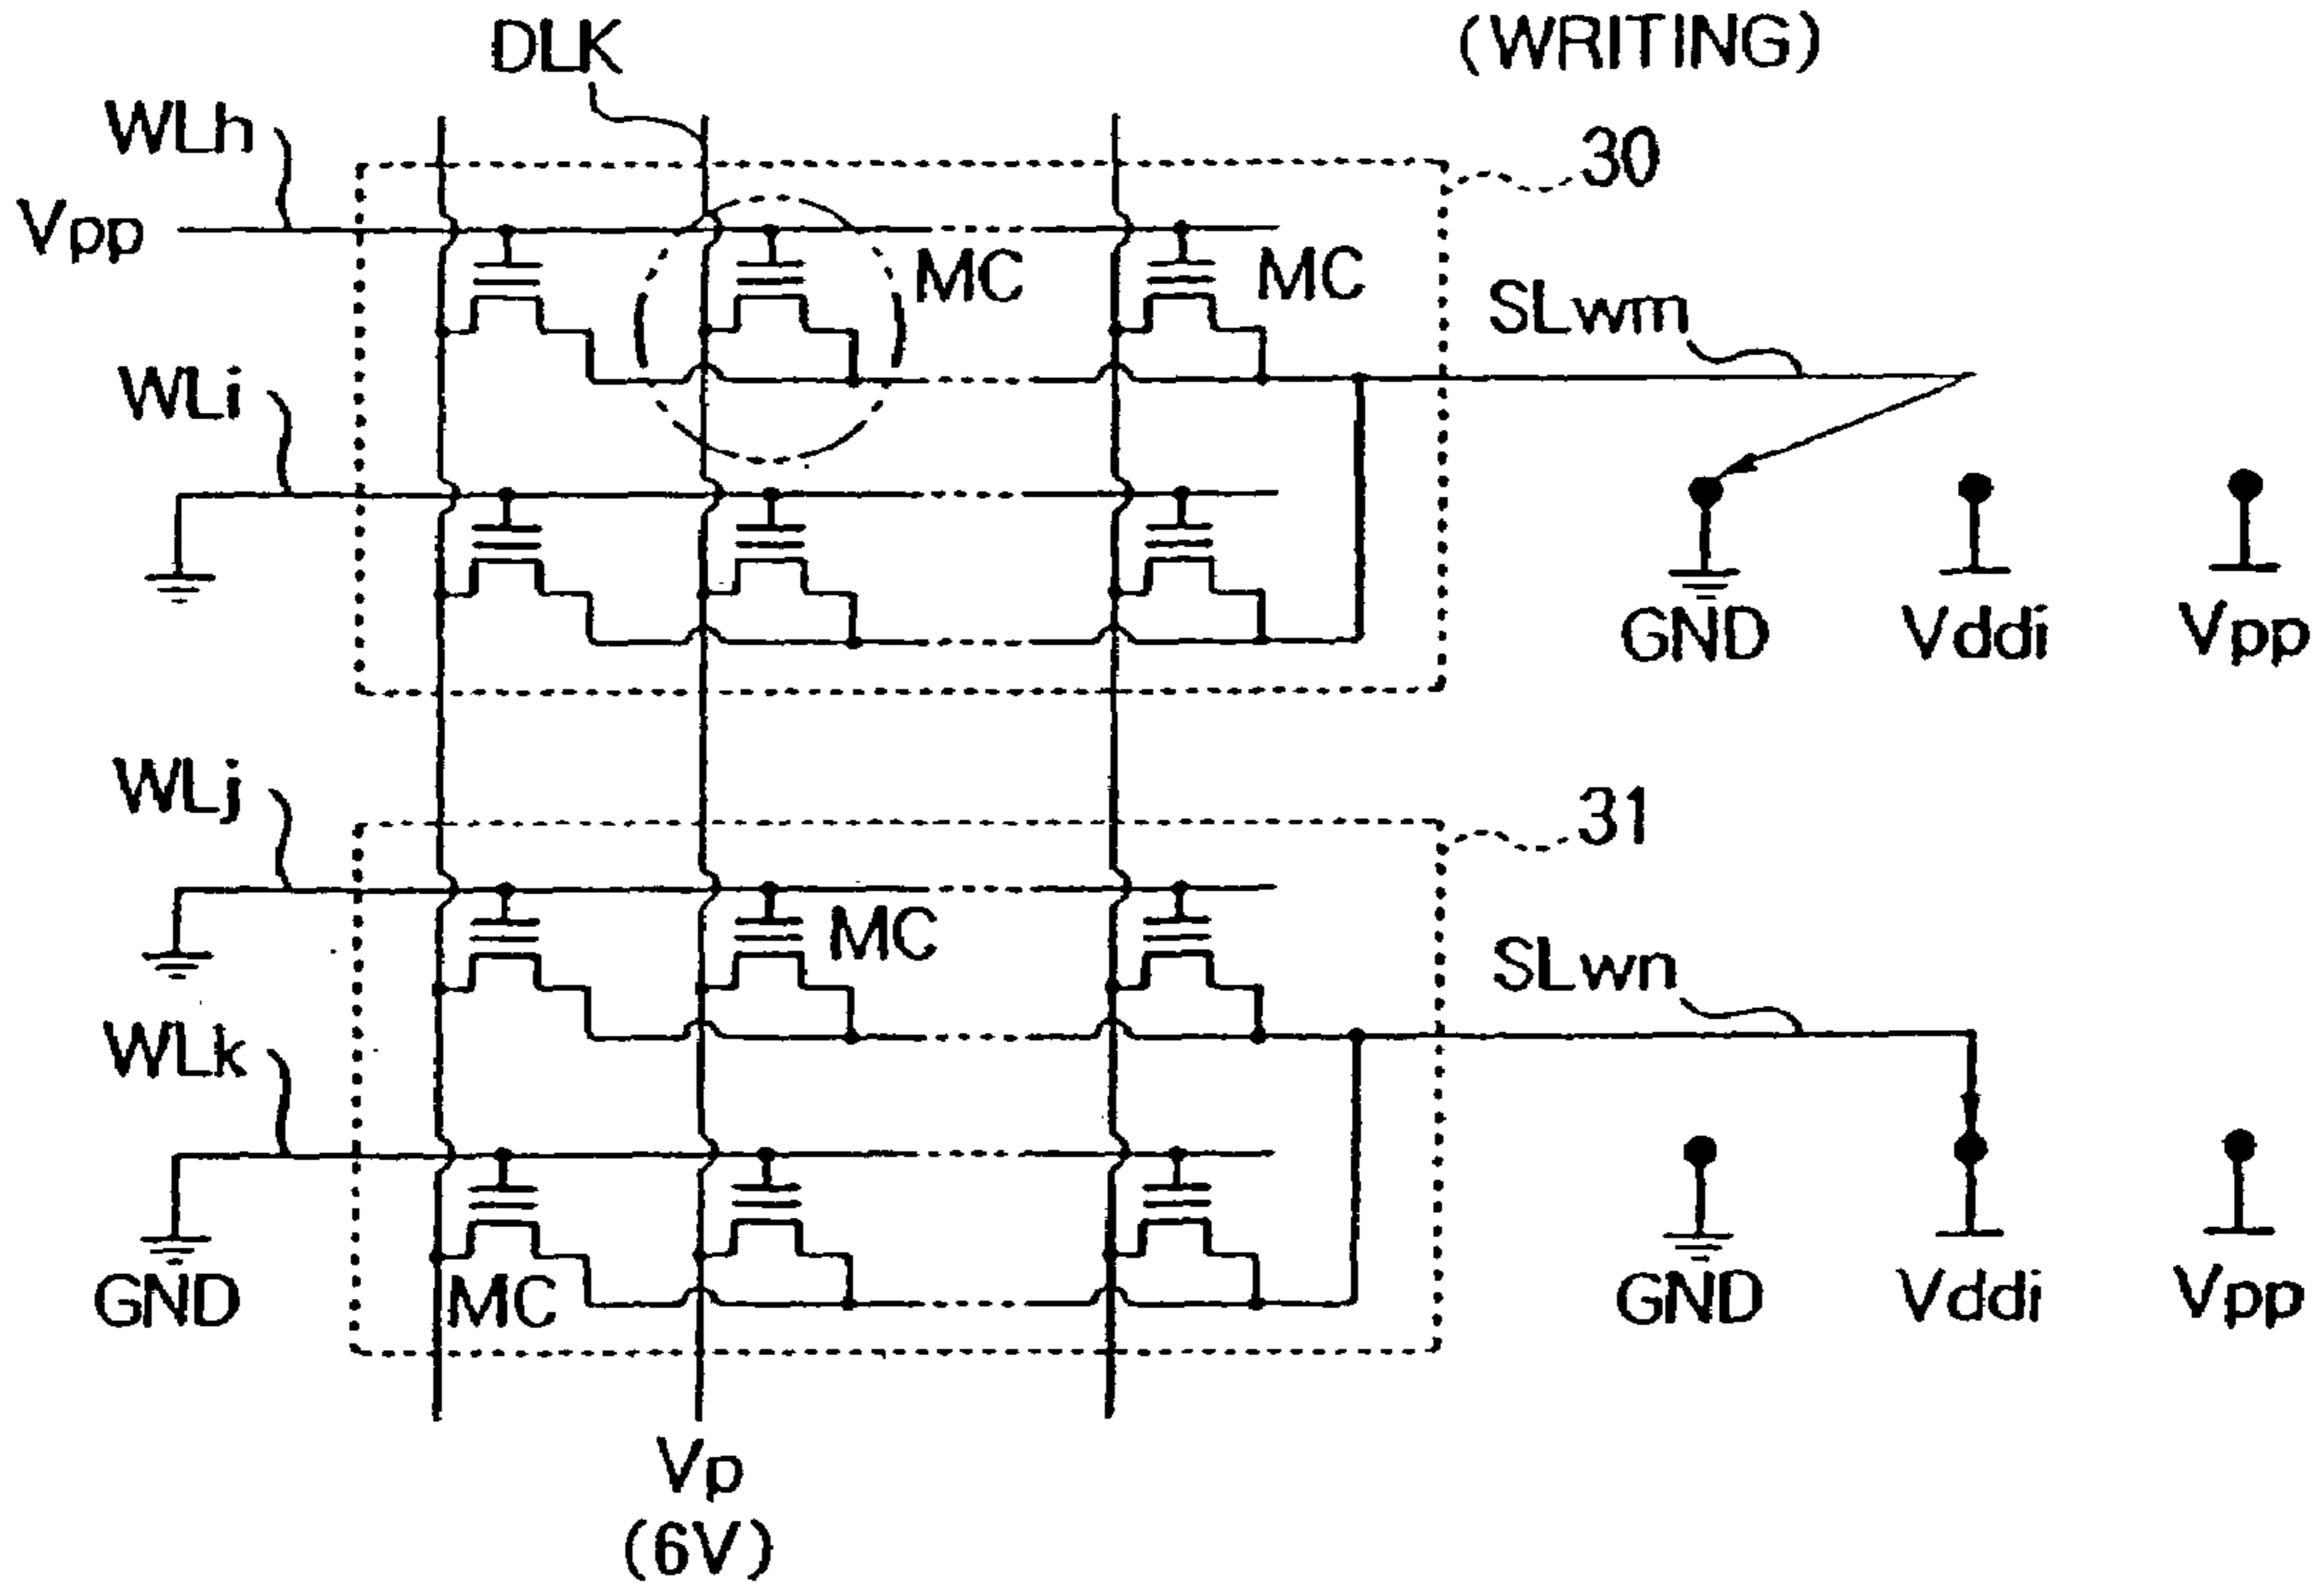 DLK
(WRITING)
WLh
30
Vpp
MC
MC
SLwm
WLi
GND
Vddi
Vpp
WLj
31
MC
SLwn
WLk
GND
MC
GND
Vddi
Vpp
Vp
(6V)